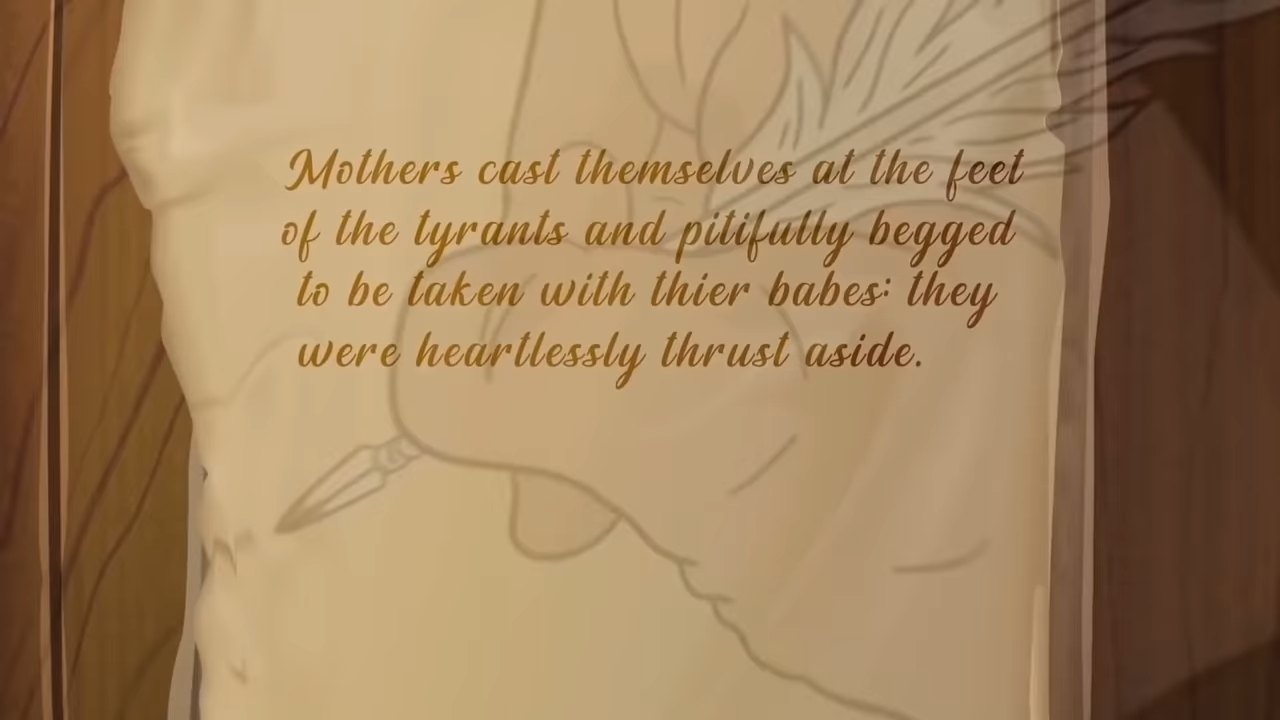 Mothers cast themselves at the feet
of the tyrants and pitifully begged
to be taken with thier babes: they
were heartlessly thrust aside.